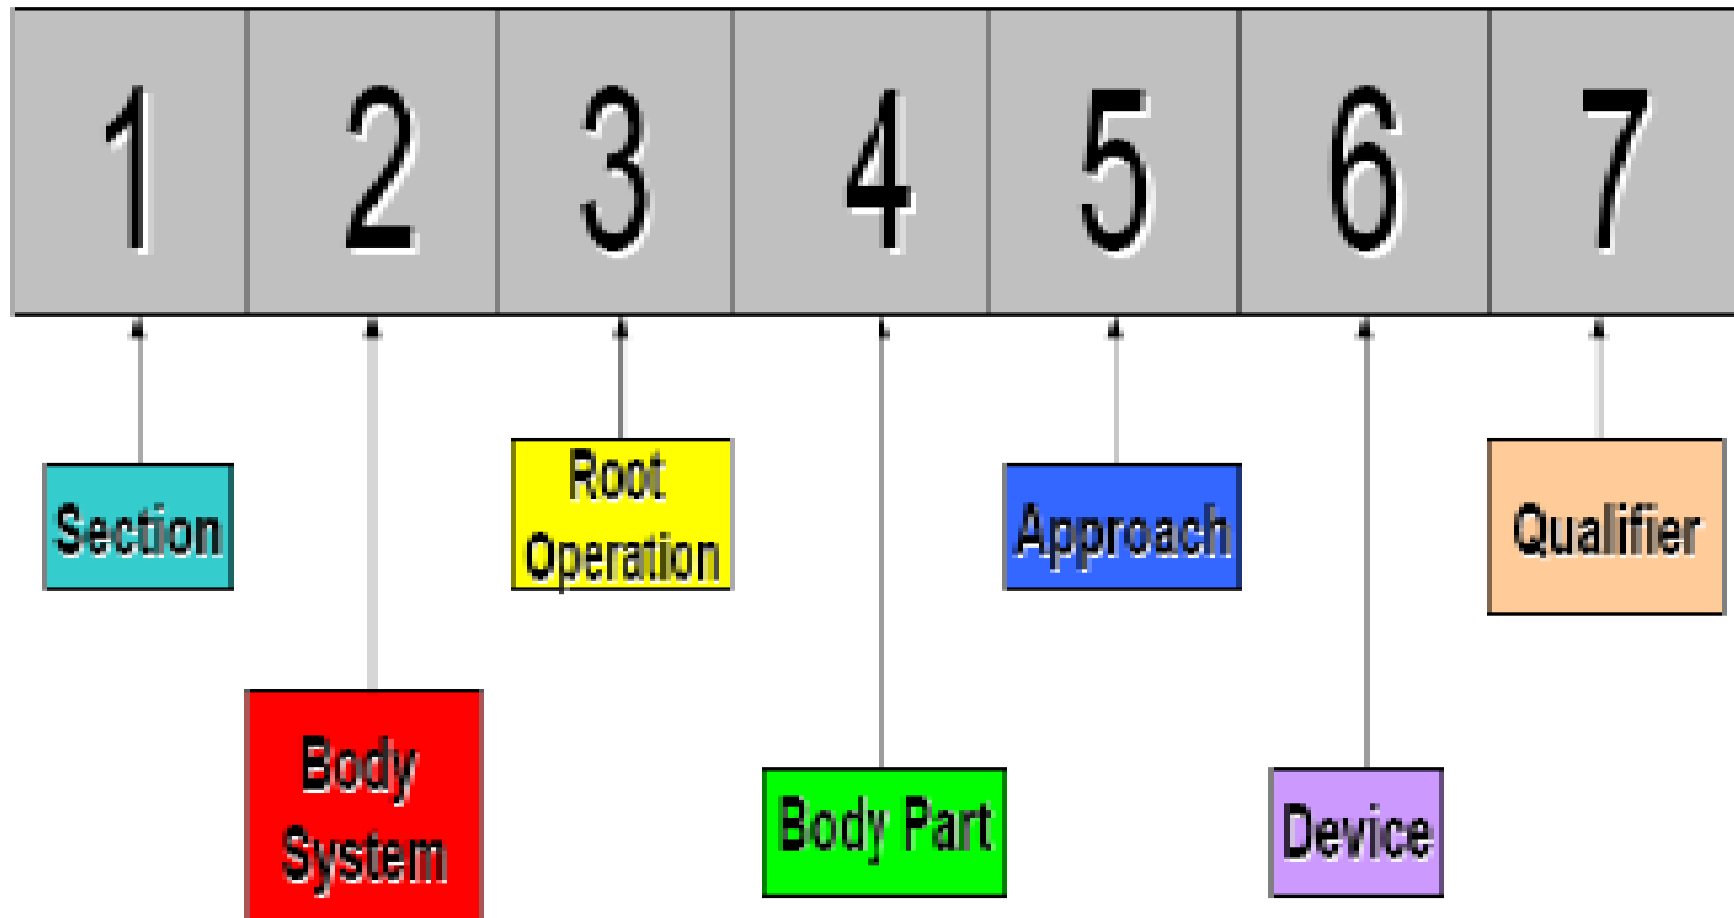 1 2 3 4 5 6 7
Section
Root
Operation
Approach
Qualifier
Body
System
Body Part
Device